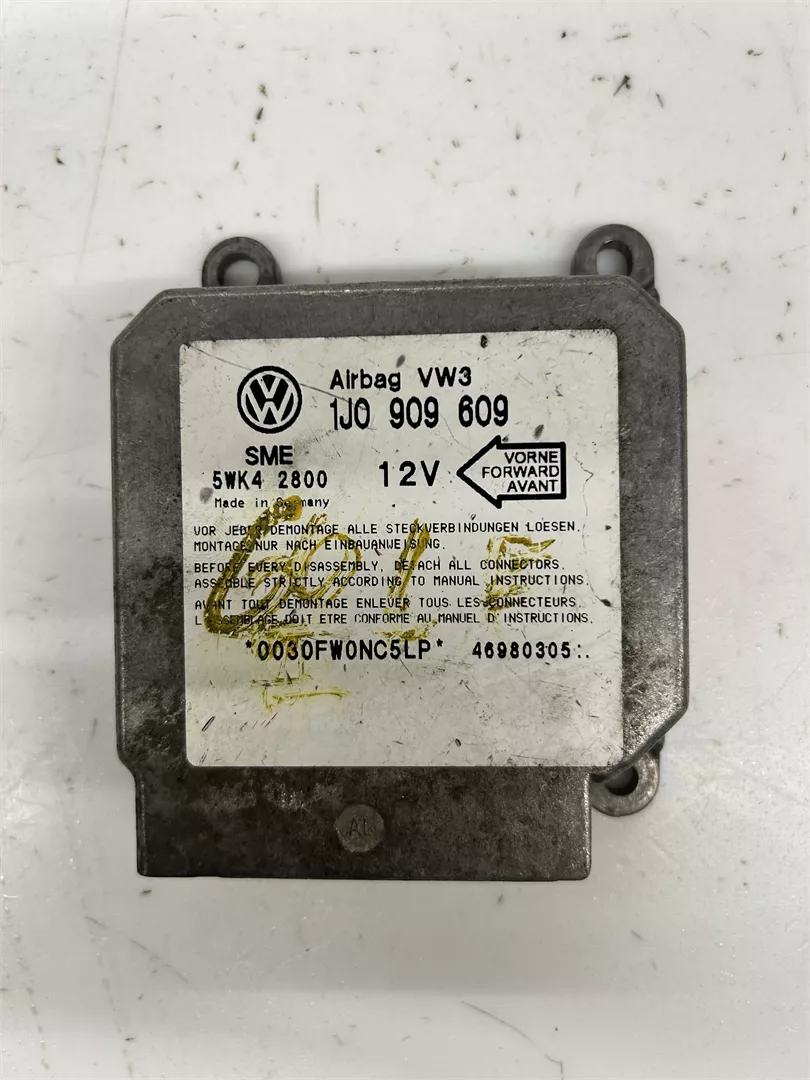 Airbag VW3
1J0 909 609
SME
5WK4 2800
12V
VORNE
FORWARD
AVANT
Made in Germany
VOR JEDER DEMONTAGE ALLE STECKVERBINDUNGEN LOESEN.
MONTAGE NUR NACH EINBAUANWEISUNG.
BEFORE EVERY DISASSEMBLY, DETACH ALL CONNECTORS.
ASSEMBLE STRICTLY ACCORDING TO MANUAL INSTRUCTIONS.
AVANT TOUT DEMONTAGE ENLEVER TOUS LES CONNECTEURS.
L'ASSEMBLAGE DOIT ETRE CONFORME AU MANUEL D'INSTRUCTIONS.
*0030FW0NC5LP* 46980305:.
AL